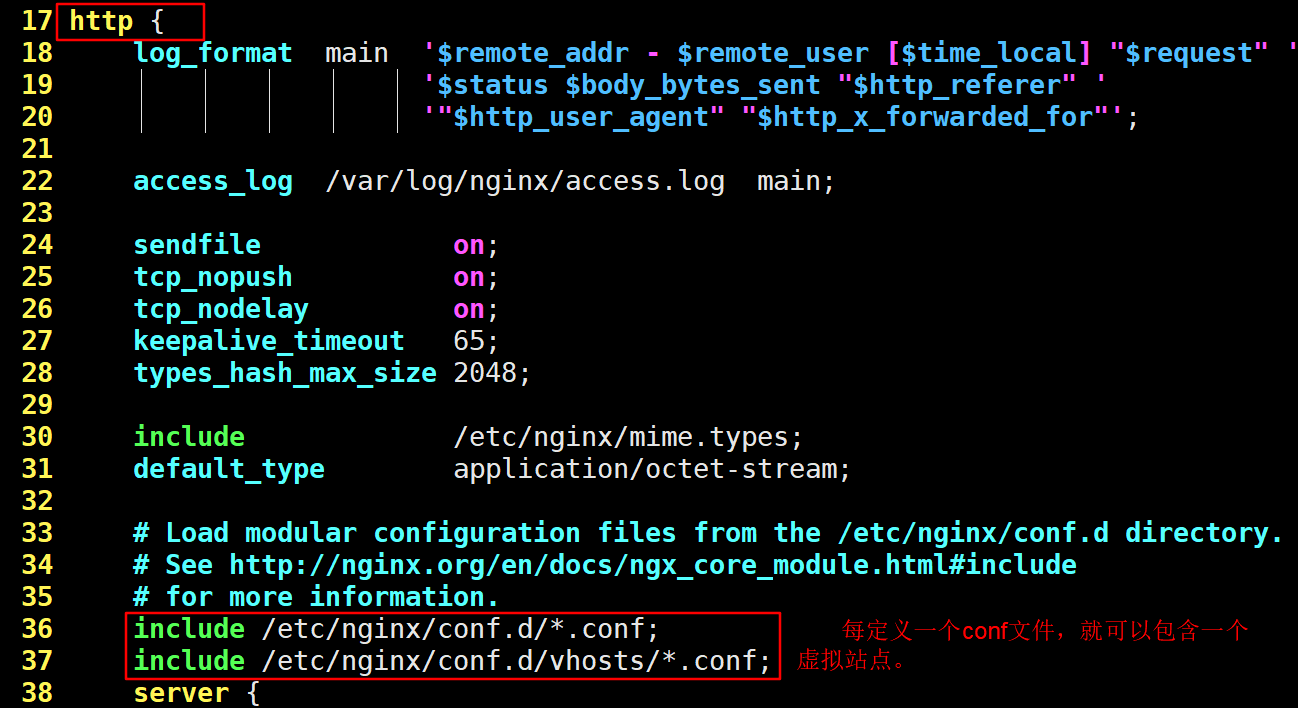 17 http {
18     log_format  main  '$remote_addr - $remote_user [$time_local] "$request" '
19                       '$status $body_bytes_sent "$http_referer" '
20                       '"$http_user_agent" "$http_x_forwarded_for"';
21
22     access_log  /var/log/nginx/access.log  main;
23
24     sendfile            on;
25     tcp_nopush          on;
26     tcp_nodelay         on;
27     keepalive_timeout   65;
28     types_hash_max_size 2048;
29
30     include             /etc/nginx/mime.types;
31     default_type        application/octet-stream;
32
33     # Load modular configuration files from the /etc/nginx/conf.d directory.
34     # See http://nginx.org/en/docs/ngx_core_module.html#include
35     # for more information.
36     include /etc/nginx/conf.d/*.conf;
37     include /etc/nginx/conf.d/vhosts/*.conf;
38     server {
每定义一个conf文件，就可以包含一个
虚拟站点。